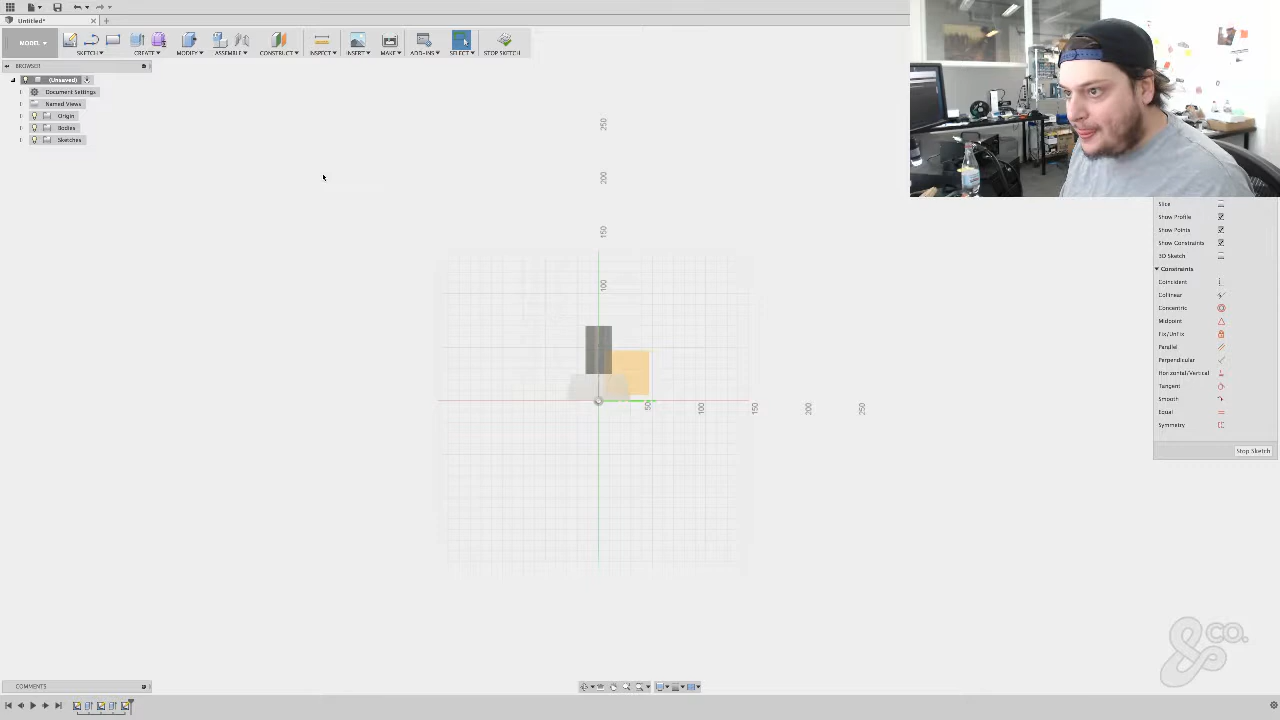 Untitled*
MODEL
SKETCH
CREATE
MODIFY
ASSEMBLE
CONSTRUCT
INSPECT
INSERT
MAKE
ADD-INS
SELECT
STOP SKETCH
BROWSER
(Unsaved)
Document Settings
Named Views
Origin
Bodies
Sketches
250
200
150
100
50
100
150
200
250
Slice
Show Profile
Show Points
Show Constraints
3D Sketch
Constraints
Coincident
Collinear
Concentric
Midpoint
Fix/UnFix
Parallel
Perpendicular
Horizontal/Vertical
Tangent
Smooth
Equal
Symmetry
Stop Sketch
&CO.
COMMENTS